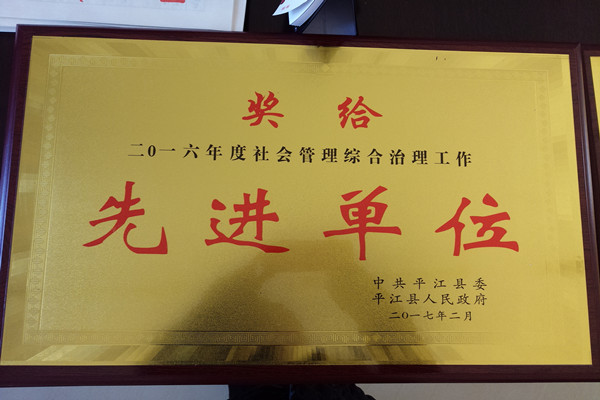 奖给
二0一六年度社会管理综合治理工作
先进单位
中共平江县委
平江县人民政府
二0一七年二月